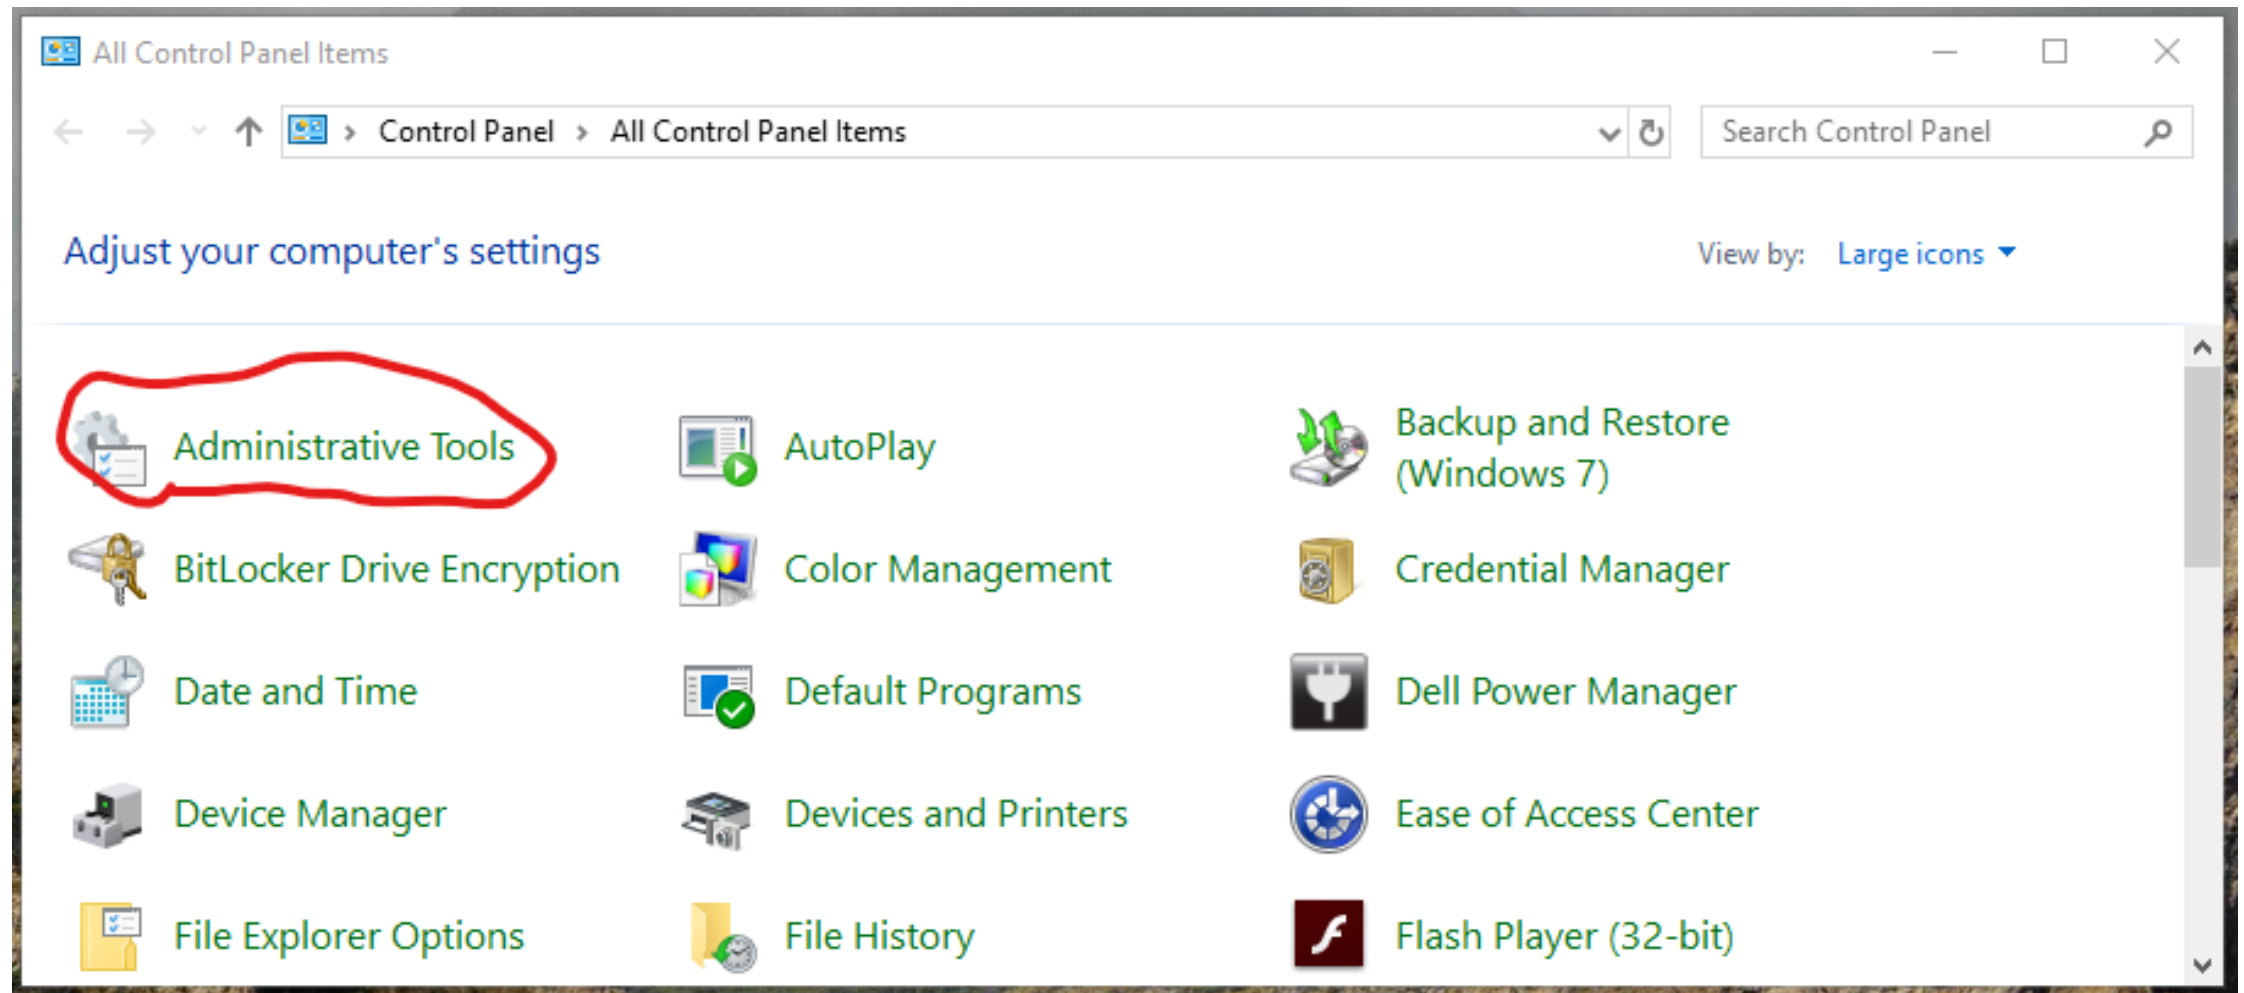 All Control Panel Items
Control Panel > All Control Panel Items
Search Control Panel
Adjust your computer's settings
View by: Large icons
Administrative Tools
AutoPlay
Backup and Restore
(Windows 7)
BitLocker Drive Encryption
Color Management
Credential Manager
Date and Time
Default Programs
Dell Power Manager
Device Manager
Devices and Printers
Ease of Access Center
File Explorer Options
File History
Flash Player (32-bit)